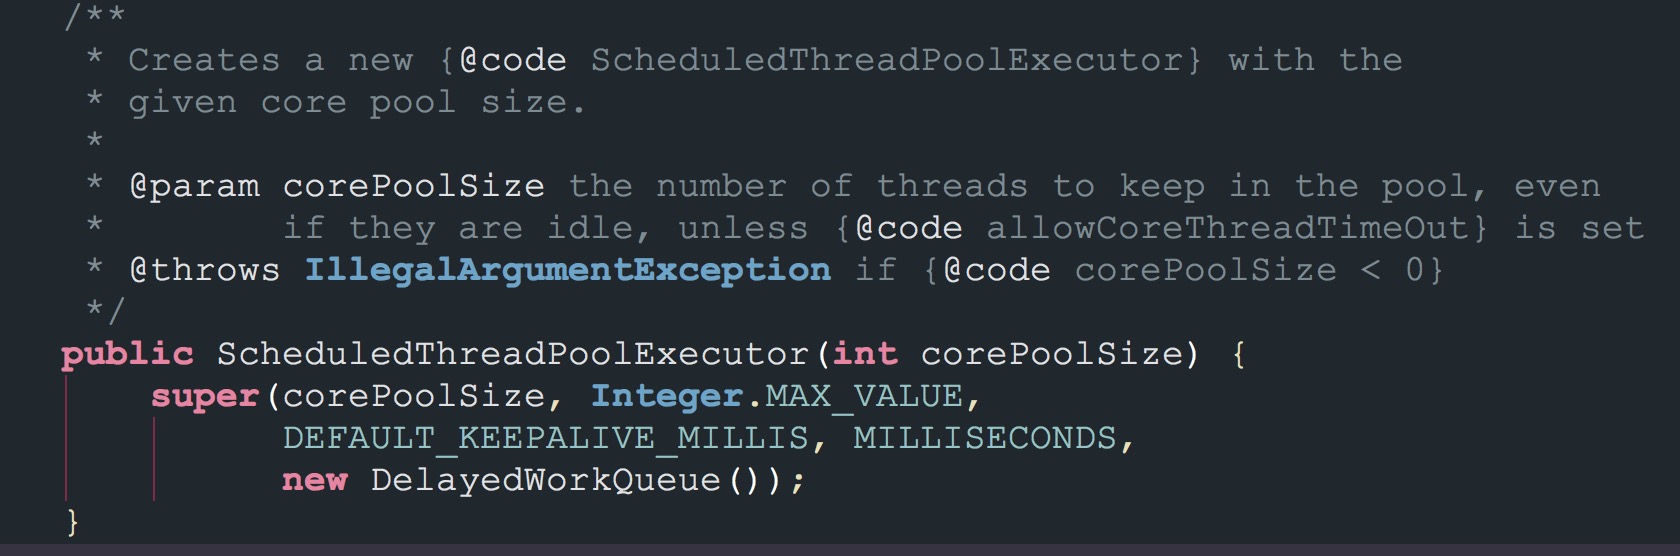 /**
 * Creates a new {@code ScheduledThreadPoolExecutor} with the
 * given core pool size.
 *
 * @param corePoolSize the number of threads to keep in the pool, even
 *        if they are idle, unless {@code allowCoreThreadTimeOut} is set
 * @throws IllegalArgumentException if {@code corePoolSize < 0}
 */
public ScheduledThreadPoolExecutor(int corePoolSize) {
    super(corePoolSize, Integer.MAX_VALUE,
          DEFAULT_KEEPALIVE_MILLIS, MILLISECONDS,
          new DelayedWorkQueue());
}